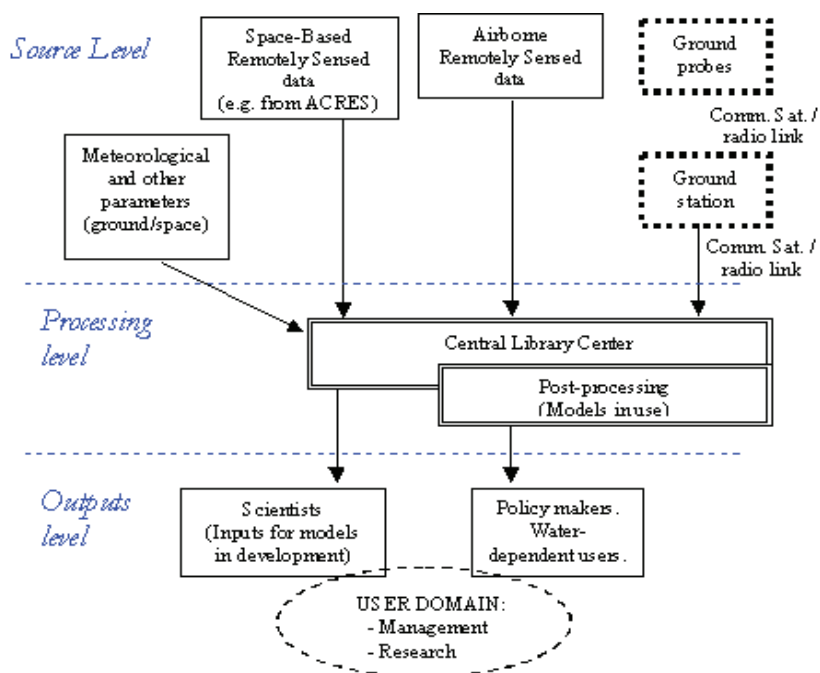 Source Level
Space-Based
Remotely Sensed
data
(e.g. from ACRES)
Airborne
Remotely Sensed
data
Ground
probes
Comm. Sat. /
radio link
Meteorological
and other
parameters
(ground/space)
Ground
station
Comm. Sat. /
radio link
Processing
level
Central Library Center
Post-processing
(Models in use)
Outputs
level
Scientists
(Inputs for models
in development)
Policy makers.
Water-
dependent users.
USER DOMAIN:
- Management
- Research